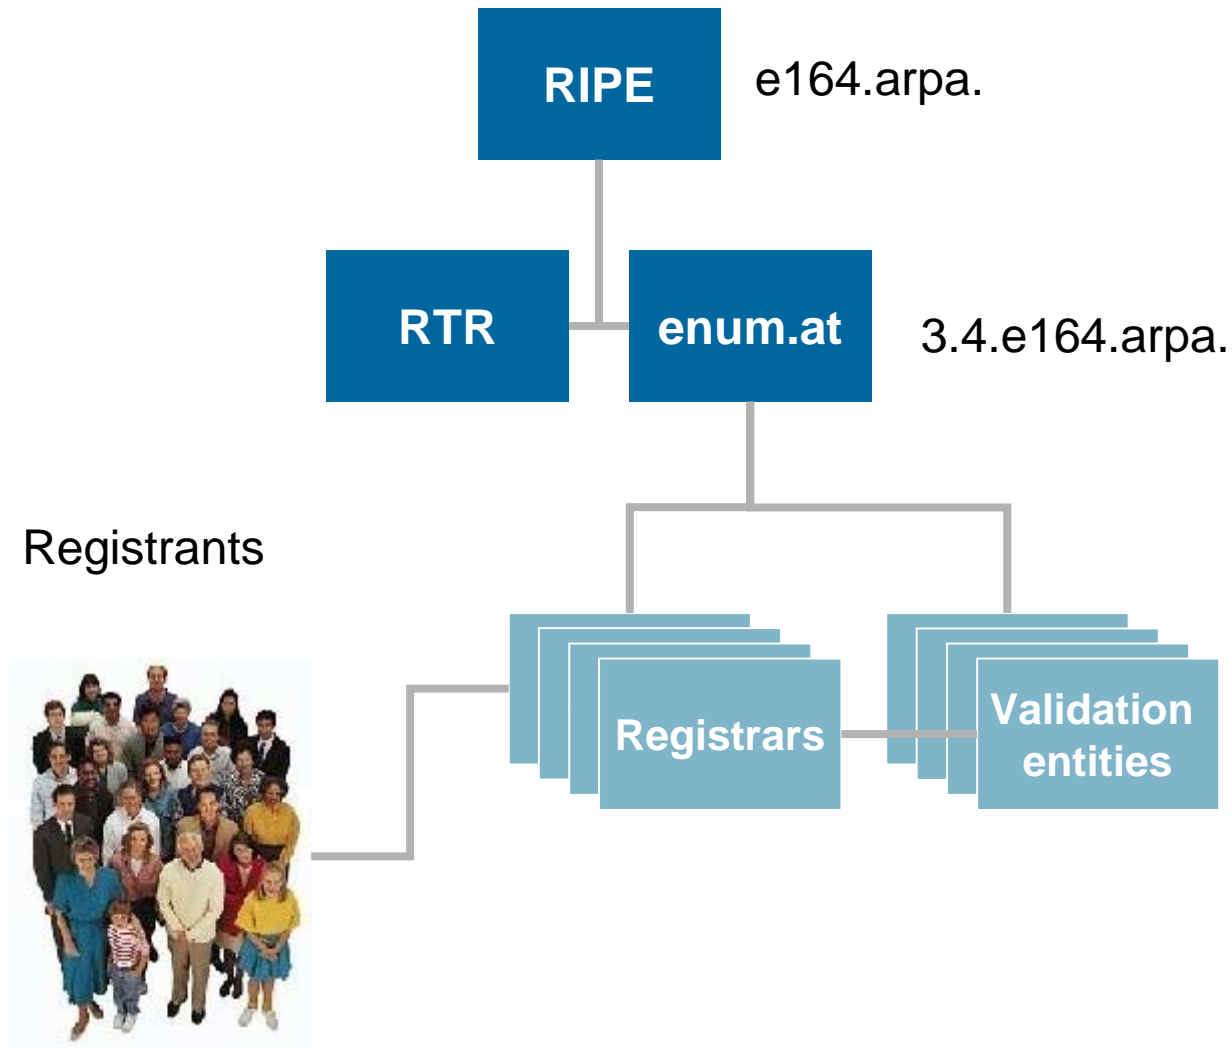 RIPE
e164.arpa.
RTR
enum.at
3.4.e164.arpa.
Registrants
Registrars
Validation
entities